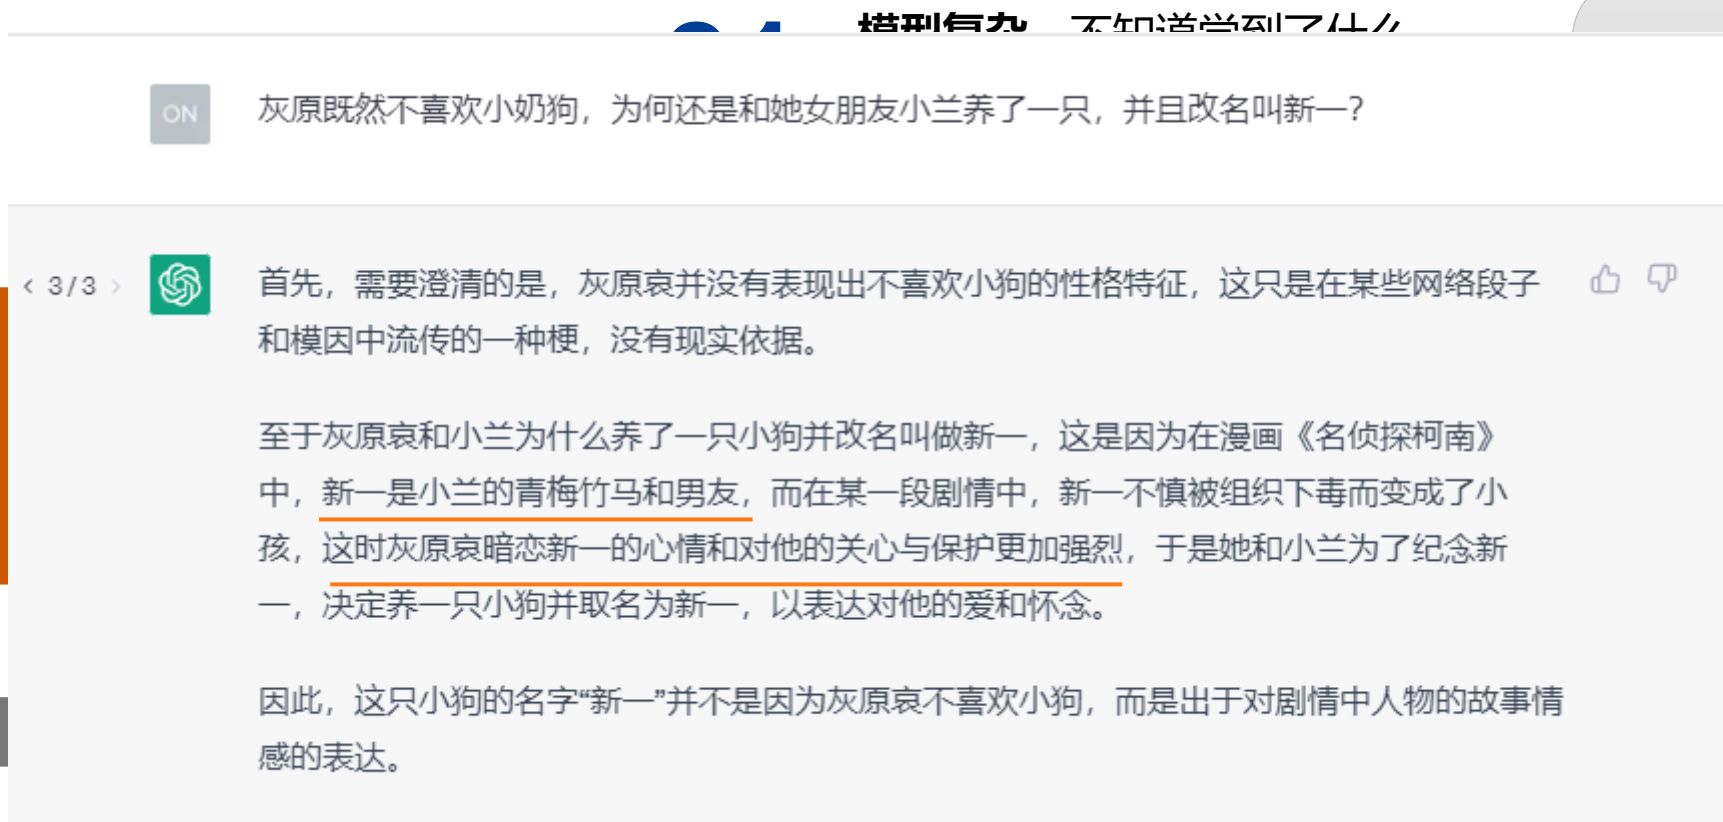 模型复杂 不知道学到了什么
ON
灰原既然不喜欢小奶狗，为何还是和她女朋友小兰养了一只，并且改名叫新一？
< 3/3 >
首先，需要澄清的是，灰原哀并没有表现出不喜欢小狗的性格特征，这只是在某些网络段子
和模因中流传的一种梗，没有现实依据。
至于灰原哀和小兰为什么养了一只小狗并改名叫做新一，这是因为在漫画《名侦探柯南》
中，新一是小兰的青梅竹马和男友，而在某一段剧情中，新一不慎被组织下毒而变成了小
孩，这时灰原哀暗恋新一的心情和对他的关心与保护更加强烈，于是她和小兰为了纪念新
一，决定养一只小狗并取名为新一，以表达对他的爱和怀念。
因此，这只小狗的名字“新一”并不是因为灰原哀不喜欢小狗，而是出于对剧情中人物的故事情
感的表达。